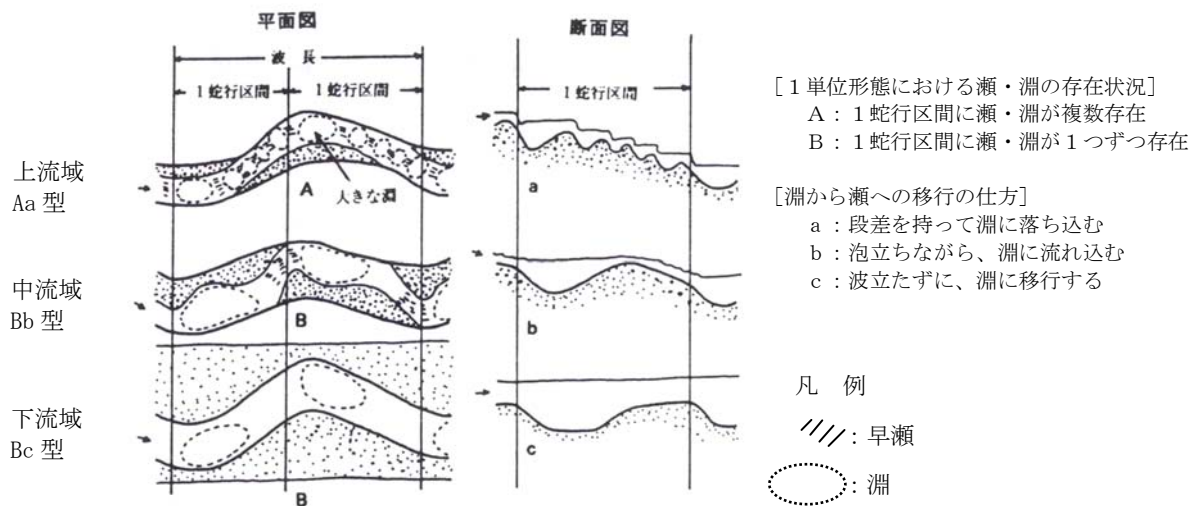 平面図
断面図
波長
1蛇行区間
1蛇行区間
1蛇行区間
上流域
Aa 型
A
大きな淵
a
中流域
Bb 型
B
b
下流域
Bc 型
B
c
[1単位形態における瀬・淵の存在状況]
A:1蛇行区間に瀬・淵が複数存在
B:1蛇行区間に瀬・淵が1つずつ存在
[淵から瀬への移行の仕方]
a:段差を持って淵に落ち込む
b:泡立ちながら、淵に流れ込む
c:波立たずに、淵に移行する
凡 例
:早瀬
:淵